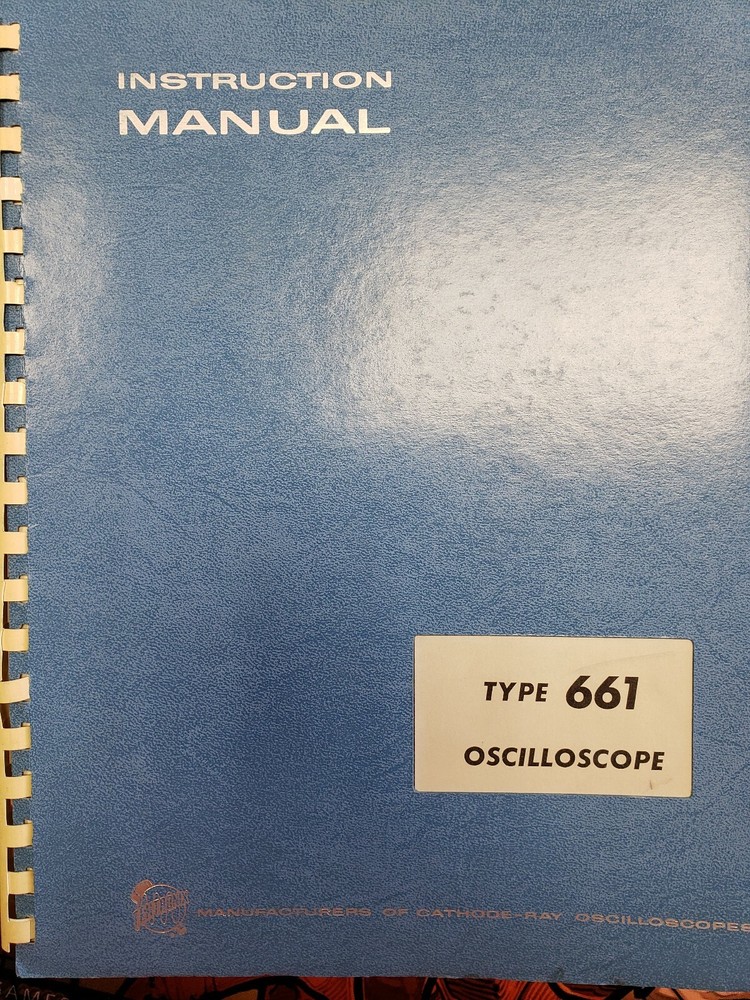 INSTRUCTION
MANUAL
TYPE 661
OSCILLOSCOPE
MANUFACTURERS OF CATHODE-RAY OSCILLOSCOPES